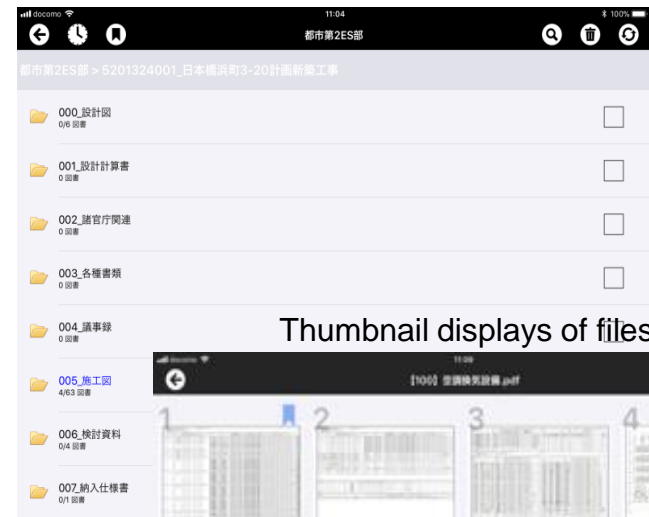 docomo 11:04 100%
都市第2ES部
都市第2ES部 > 5201324001_日本橋浜町3-20計画新築工事
000_設計図
0/6 図書
001_設計計算書
0 図書
002_諸官庁関連
0 図書
003_各種書類
0 図書
004_議事録
0 図書
Thumbnail displays of files
docomo 11:09
005_施工図
4/63 図書
【100】空調換気設備.pdf
1 2 3 4
006_検討資料
0/4 図書
007_納入仕様書
0/1 図書